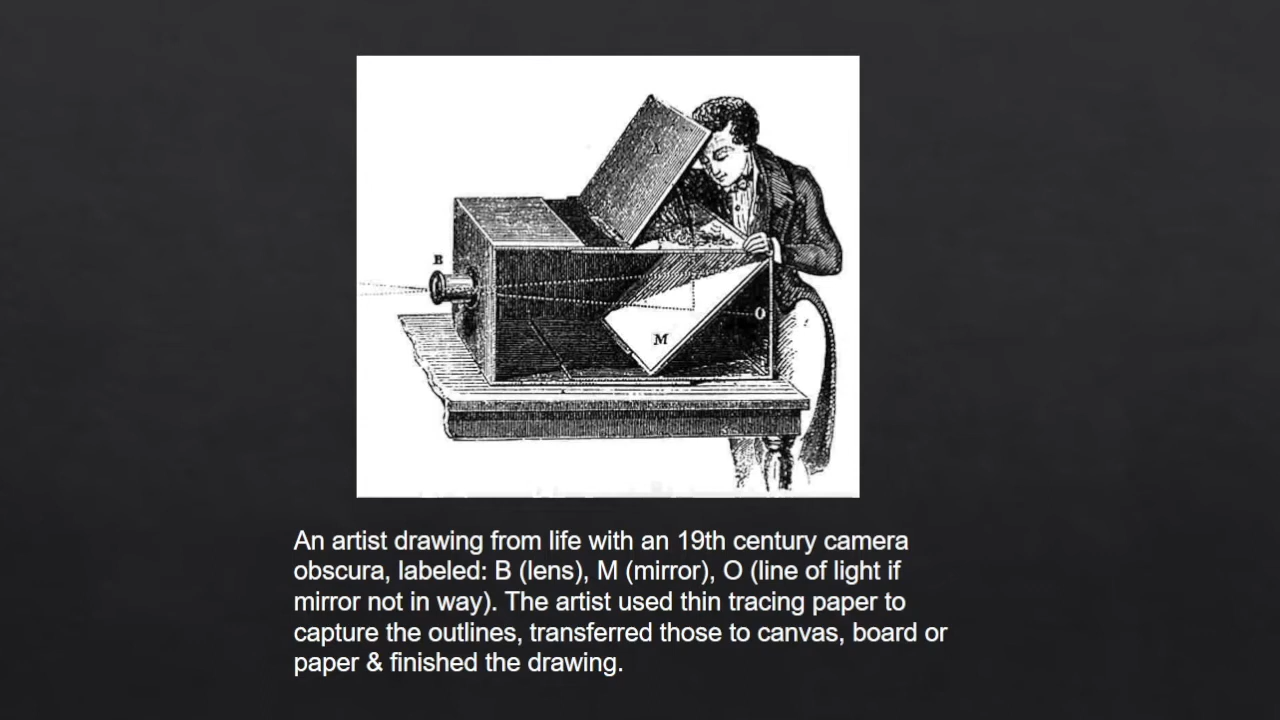 A
B
O
M
An artist drawing from life with an 19th century camera
obscura, labeled: B (lens), M (mirror), O (line of light if
mirror not in way). The artist used thin tracing paper to
capture the outlines, transferred those to canvas, board or
paper & finished the drawing.